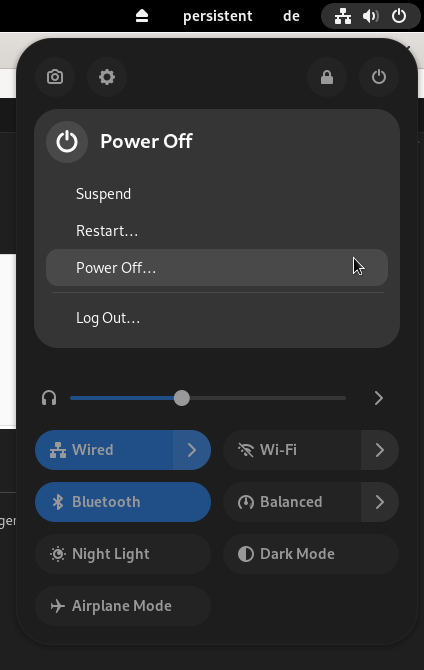 persistent de
Power Off
Suspend
Restart…
Power Off…
Log Out…
Wired Wi-Fi
Bluetooth Balanced
ger
Night Light Dark Mode
Airplane Mode